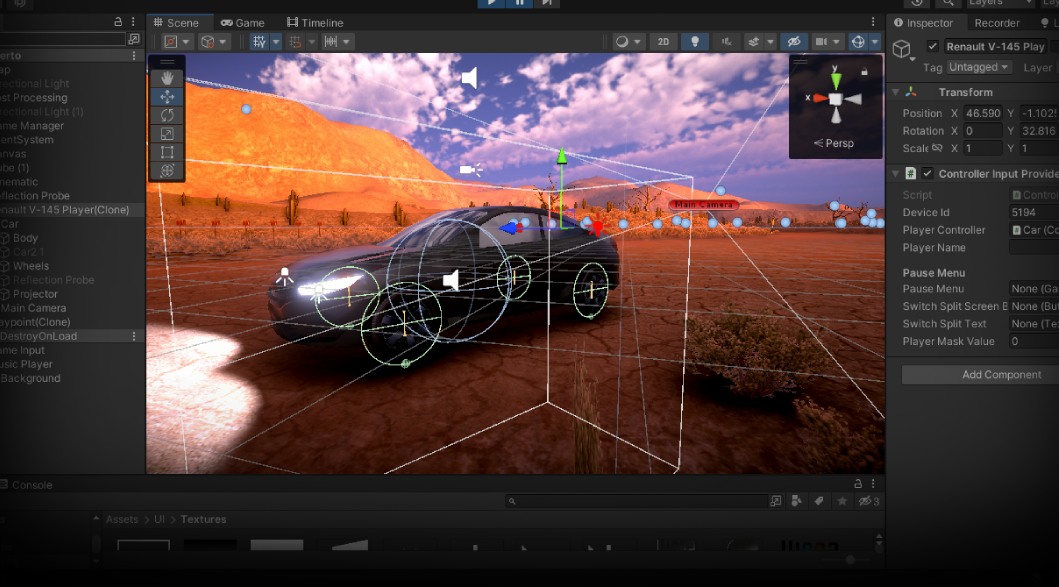 Scene Game Timeline
Inspector Recorder
Layers
2D
Renault V-145 Play
Tag Untagged Layer
Transform
Position X 46.590 Y -1.102
Rotation X 0 Y 32.816
Scale X 1 Y 1
Controller Input Provide
Script Contro
Device Id 5194
Player Controller Car (Co
Player Name
Pause Menu
Pause Menu None (Ga
Switch Split Screen B None (Bu
Switch Split Text None (Te
Player Mask Value 0
Add Component
erto
ap
rectional Light
st Processing
rectional Light (1)
ame Manager
entSystem
anvas
ube (1)
nematic
eflection Probe
enault V-145 Player(Clone)
Car
Body
Car2.1
Wheels
Reflection Probe
Projector
Main Camera
aypoint(Clone)
DestroyOnLoad
ame Input
usic Player
Background
y
x
Persp
Main Camera
Console
3
Assets > UI > Textures